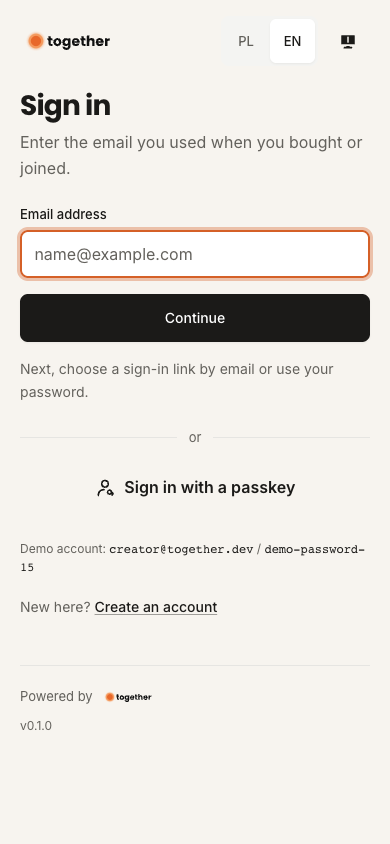 together
PL
EN
Sign in
Enter the email you used when you bought or
joined.
Email address
name@example.com
Continue
Next, choose a sign-in link by email or use your
password.
or
Sign in with a passkey
Demo account: creator@together.dev / demo-password-
15
New here? Create an account
Powered by together
v0.1.0